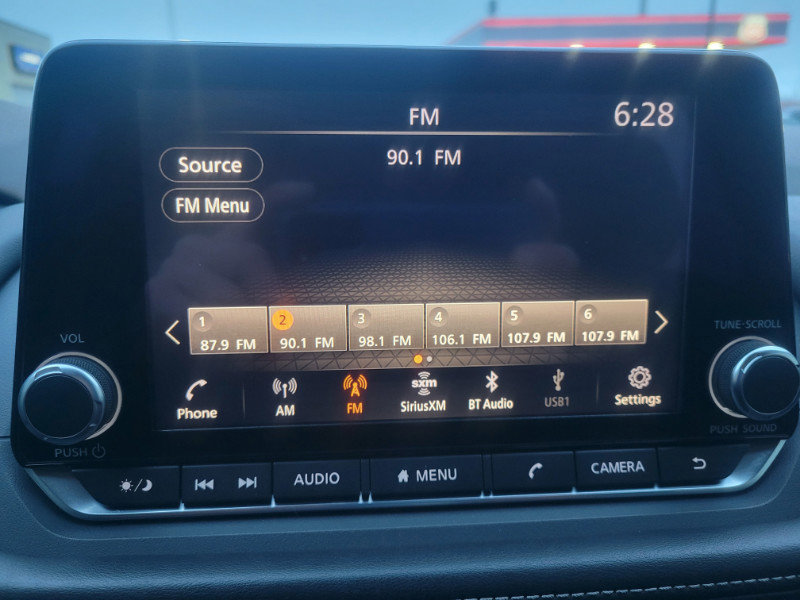 FM
6:28
90.1 FM
Source
FM Menu
1
2
3
4
5
6
87.9 FM
90.1 FM
98.1 FM
106.1 FM
107.9 FM
107.9 FM
VOL
TUNE·SCROLL
Phone
AM
FM
sxm
SiriusXM
BT Audio
USB1
Settings
PUSH
PUSH SOUND
AUDIO
MENU
CAMERA